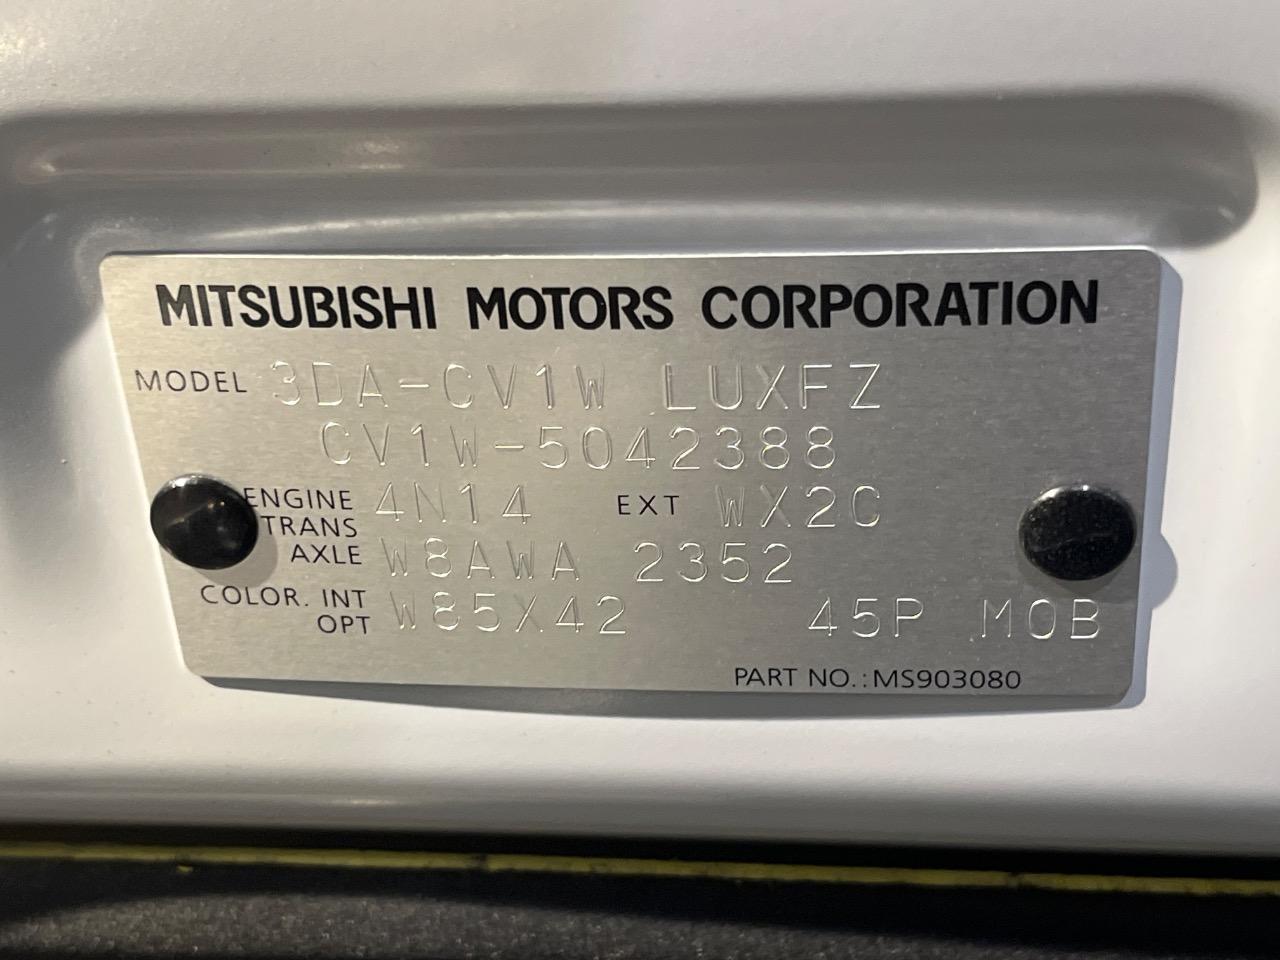 MITSUBISHI MOTORS CORPORATION
MODEL 3DA-CV1W LUXFZ
CV1W-5042388
ENGINE 4N14 EXT WX2C
TRANS
AXLE W8AWA 2352
COLOR. INT
OPT W85X42 45P M0B
PART NO.:MS903080